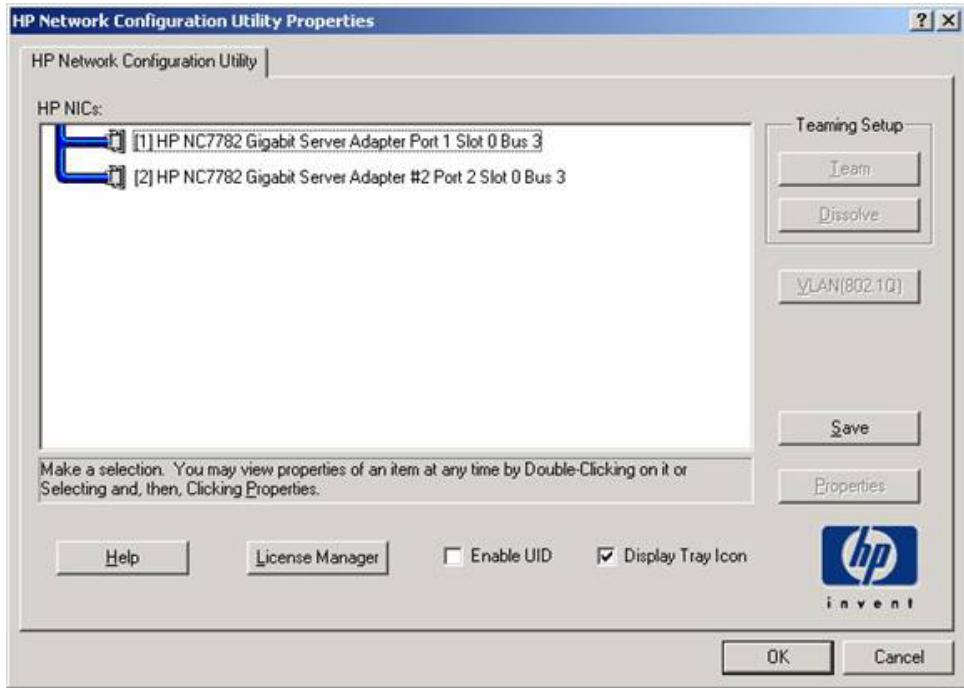 HP Network Configuration Utility Properties
HP Network Configuration Utility
HP NICs:
[1] HP NC7782 Gigabit Server Adapter Port 1 Slot 0 Bus 3
[2] HP NC7782 Gigabit Server Adapter #2 Port 2 Slot 0 Bus 3
Teaming Setup
Team
Dissolve
VLAN(802.1Q)
Save
Properties
Make a selection. You may view properties of an item at any time by Double-Clicking on it or
Selecting and, then, Clicking Properties.
Help
License Manager
Enable UID
Display Tray Icon
hp
invent
OK
Cancel